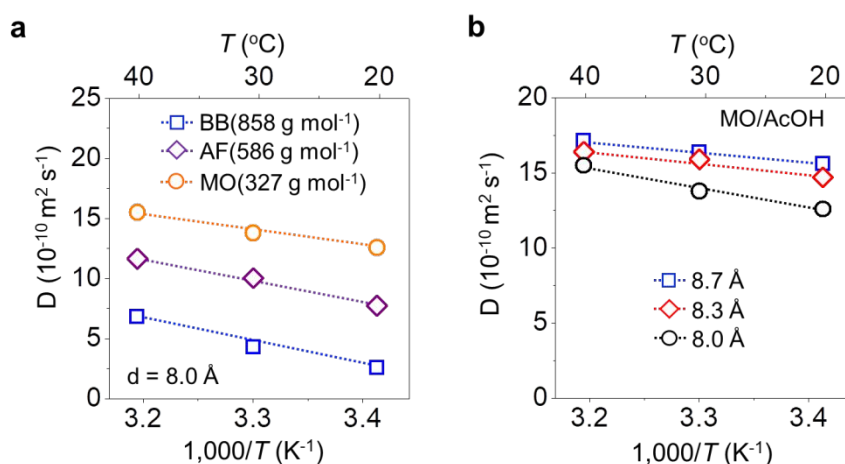 a
T (°C)
40 30 20
25
20
15
10
5
0
D (10⁻¹⁰ m² s⁻¹)
BB(858 g mol⁻¹)
AF(586 g mol⁻¹)
MO(327 g mol⁻¹)
d = 8.0 Å
3.2 3.3 3.4
1,000/T (K⁻¹)
b
T (°C)
40 30 20
20
15
10
5
0
D (10⁻¹⁰ m² s⁻¹)
MO/AcOH
8.7 Å
8.3 Å
8.0 Å
3.2 3.3 3.4
1,000/T (K⁻¹)